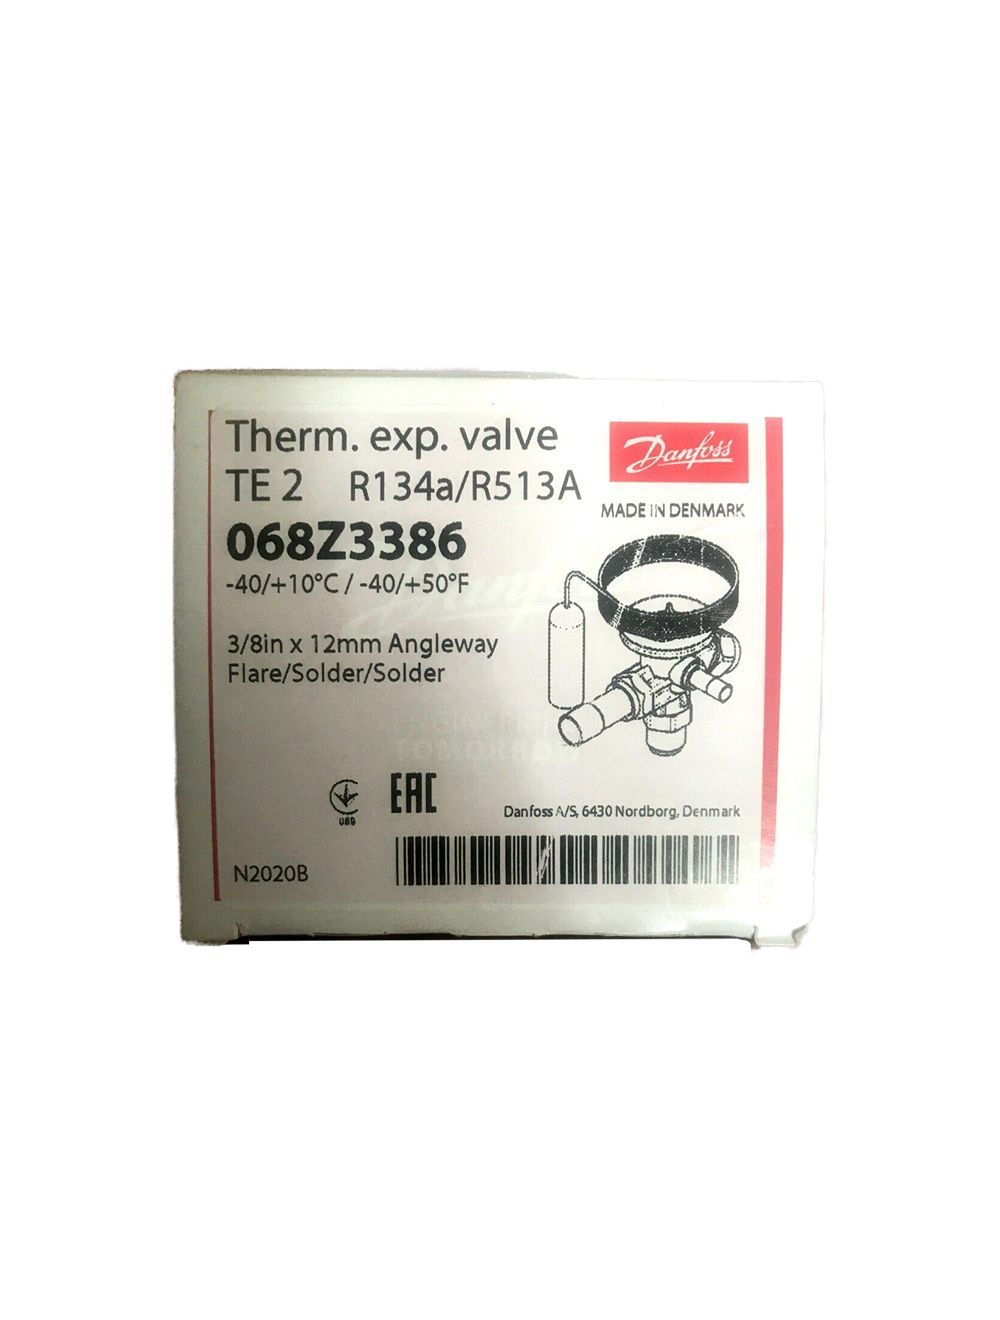 Therm. exp. valve
TE 2 R134a/R513A
068Z3386
-40/+10°C / -40/+50°F
3/8in x 12mm Angleway
Flare/Solder/Solder
Danfoss
MADE IN DENMARK
TOMORROW
EAC
Danfoss A/S, 6430 Nordborg, Denmark
N2020B